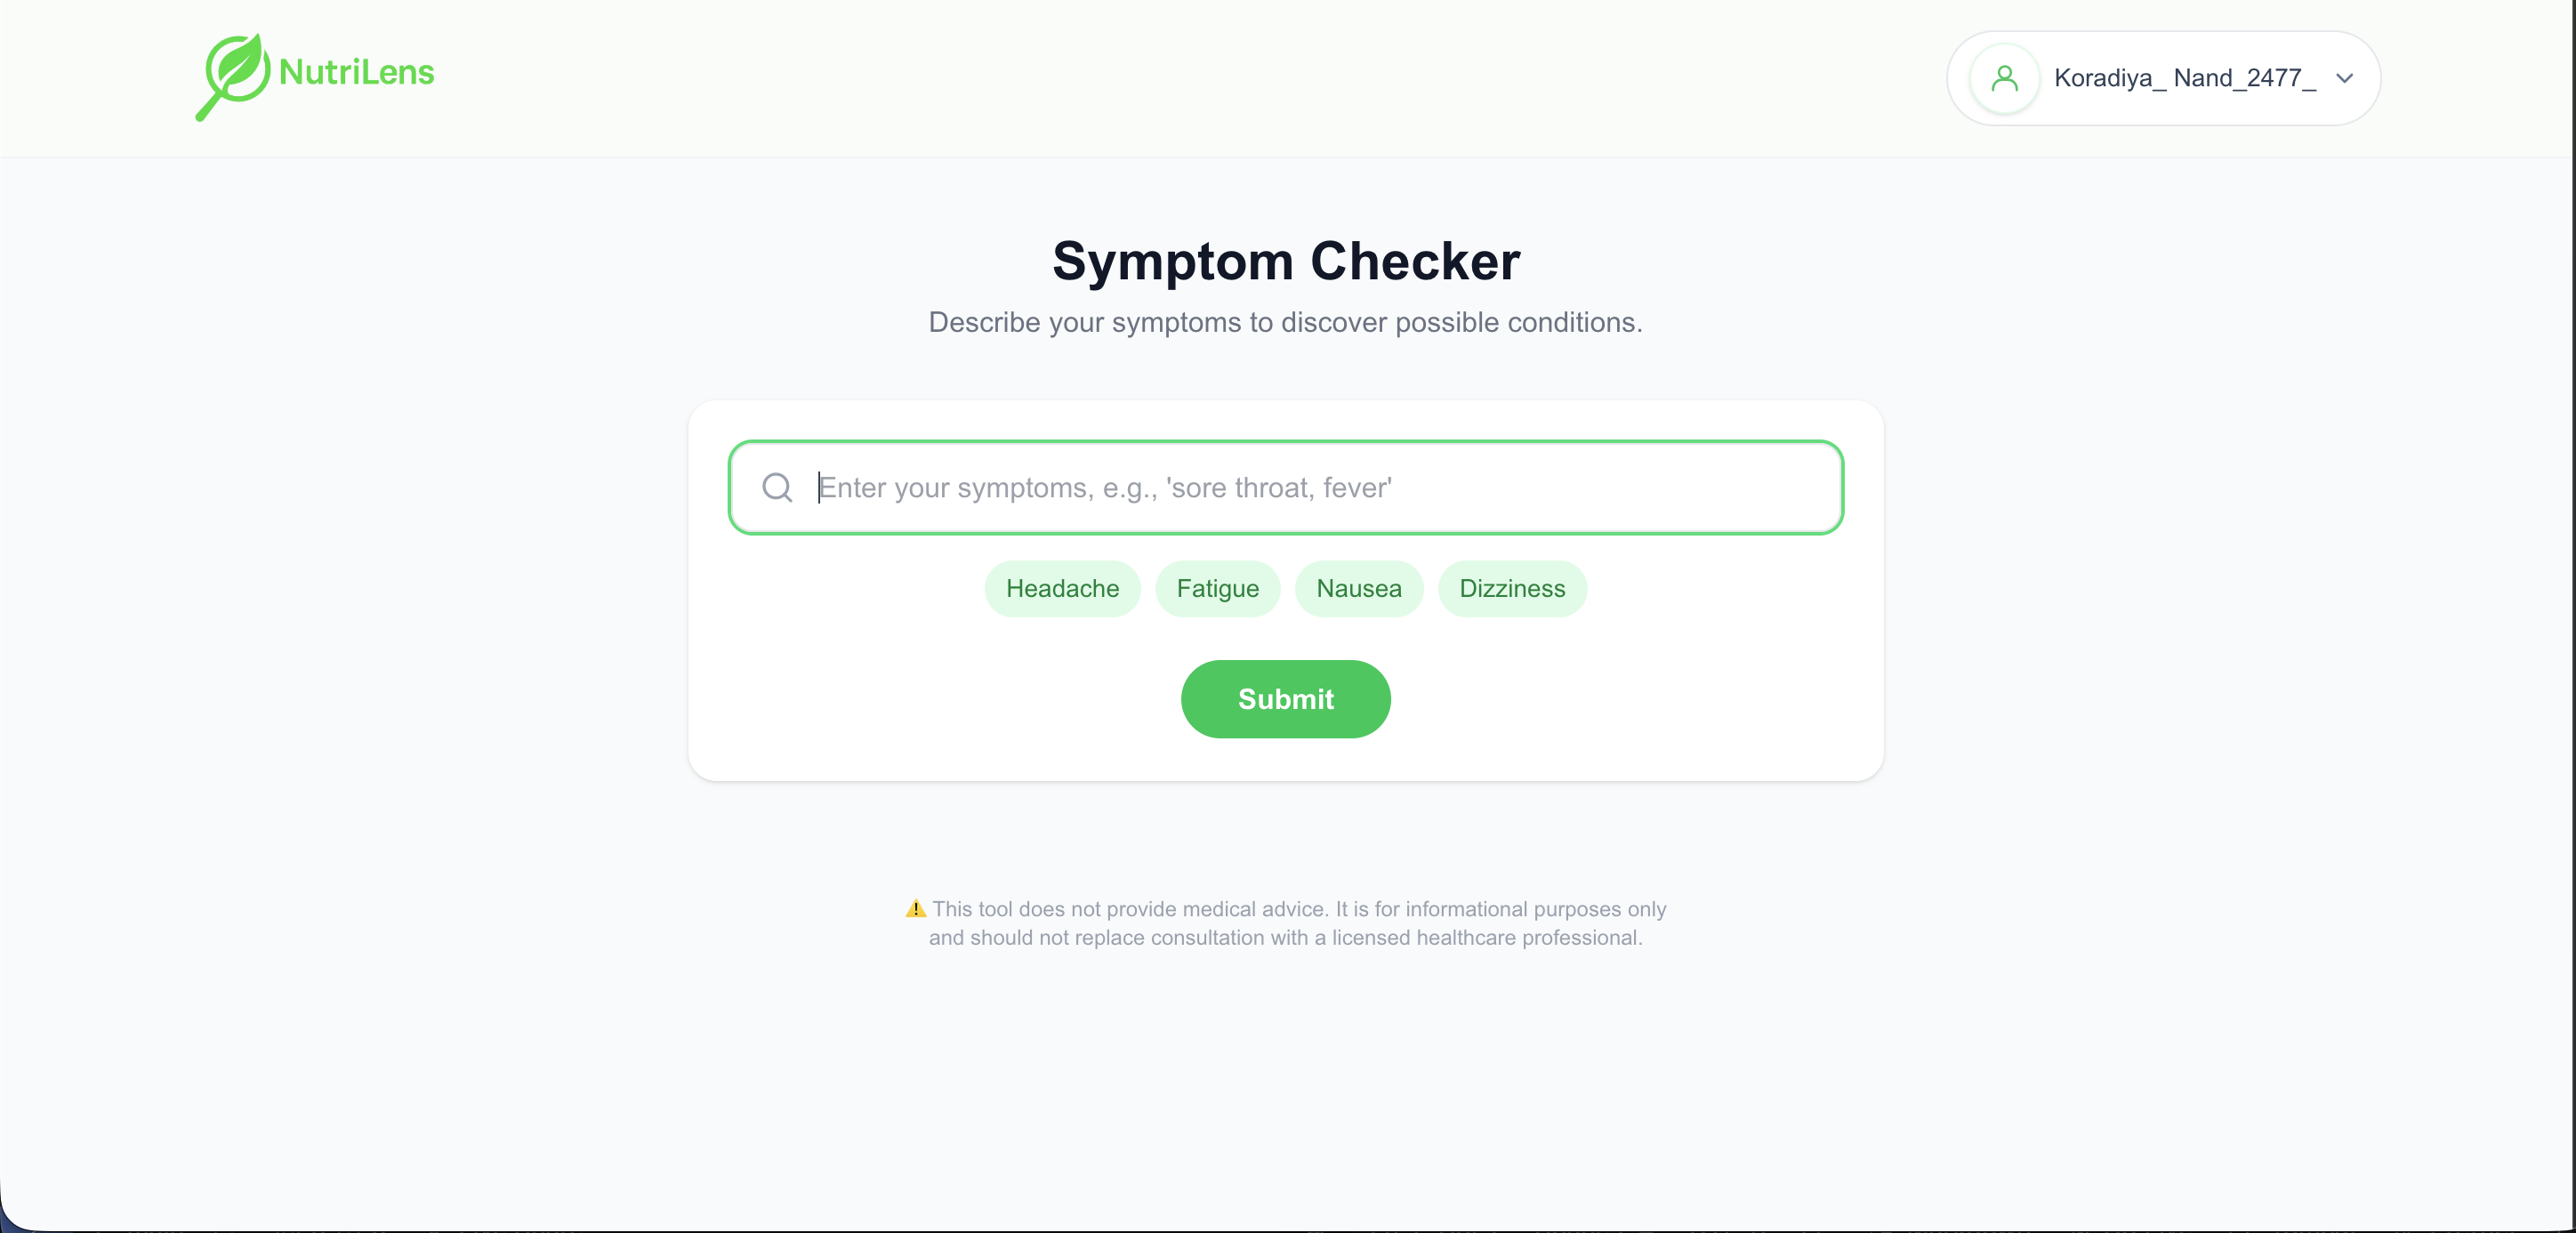 NutriLens
Koradiya_ Nand_2477_
Symptom Checker
Describe your symptoms to discover possible conditions.
Enter your symptoms, e.g., 'sore throat, fever'
Headache Fatigue Nausea Dizziness
Submit
⚠️ This tool does not provide medical advice. It is for informational purposes only
and should not replace consultation with a licensed healthcare professional.